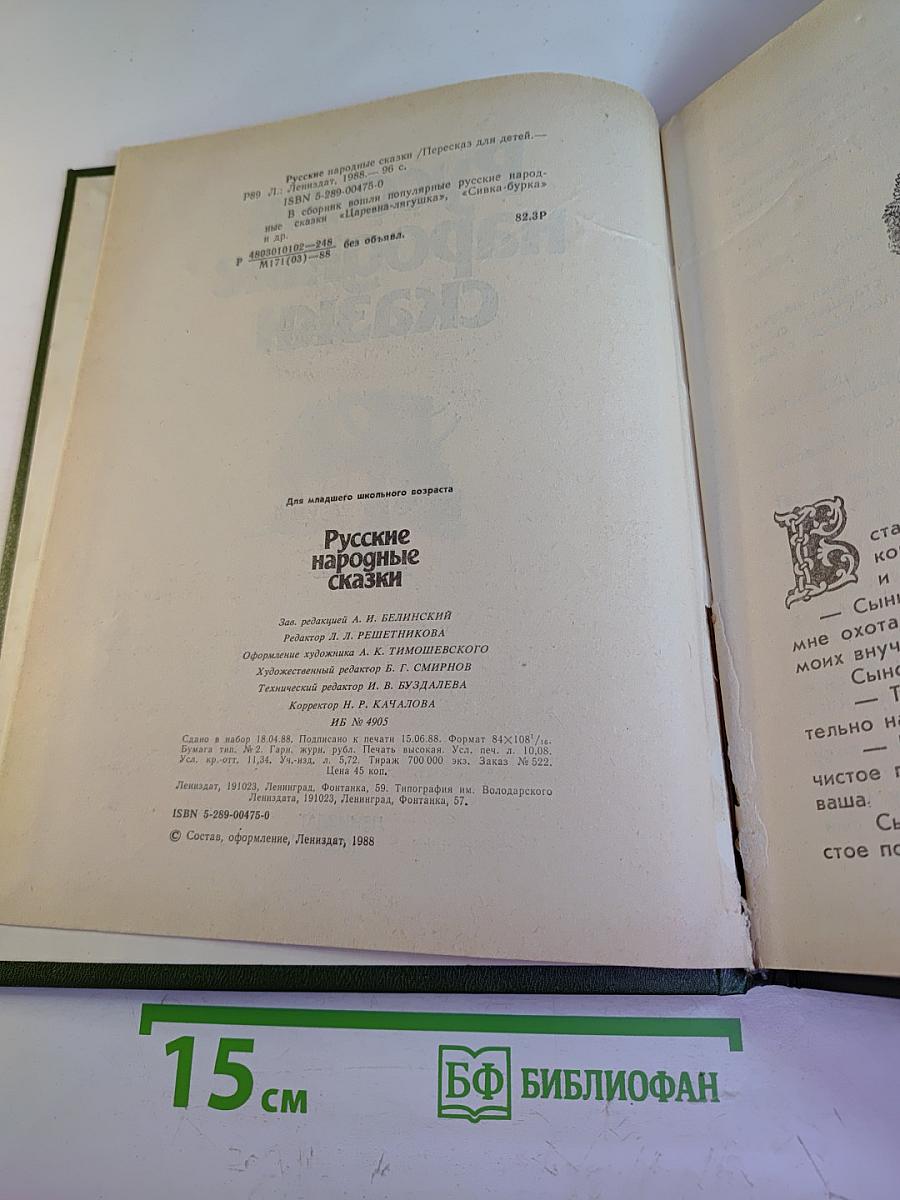 Русские народные сказки /Пересказ для детей.—
Р89 Л.: Лениздат, 1988.— 96 с.
ISBN 5-289-00475-0
В сборник вошли популярные русские народ-
ные сказки «Царевна-лягушка», «Сивка-бурка»
и др.
82.3Р
Р 4803010102—248
М171(03)—88 без объявл.
Для младшего школьного возраста
Русские
народные
сказки
Зав. редакцией А. И. БЕЛИНСКИЙ
Редактор Л. Л. РЕШЕТНИКОВА
Оформление художника А. К. ТИМОШЕВСКОГО
Художественный редактор Б. Г. СМИРНОВ
Технический редактор И. В. БУЗДАЛЕВА
Корректор Н. Р. КАЧАЛОВА
ИБ № 4905
Сдано в набор 18.04.88. Подписано к печати 15.06.88. Формат 84×108¹/₁₆.
Бумага тип. № 2. Гарн. журн. рубл. Печать высокая. Усл. печ. л. 10,08.
Усл. кр.-отт. 11,34. Уч.-изд. л. 5,72. Тираж 700 000 экз. Заказ № 522.
Цена 45 коп.
Лениздат, 191023, Ленинград, Фонтанка, 59. Типография им. Володарского
Лениздата, 191023, Ленинград, Фонтанка, 57.
ISBN 5-289-00475-0
© Состав, оформление, Лениздат, 1988
В ста
ко
и
— Сын
мне охота
моих внуч
Сыно
— Т
тельно на
—
чистое п
ваша.
Сы
стое по
15 см
БФ БИБЛИОФАН